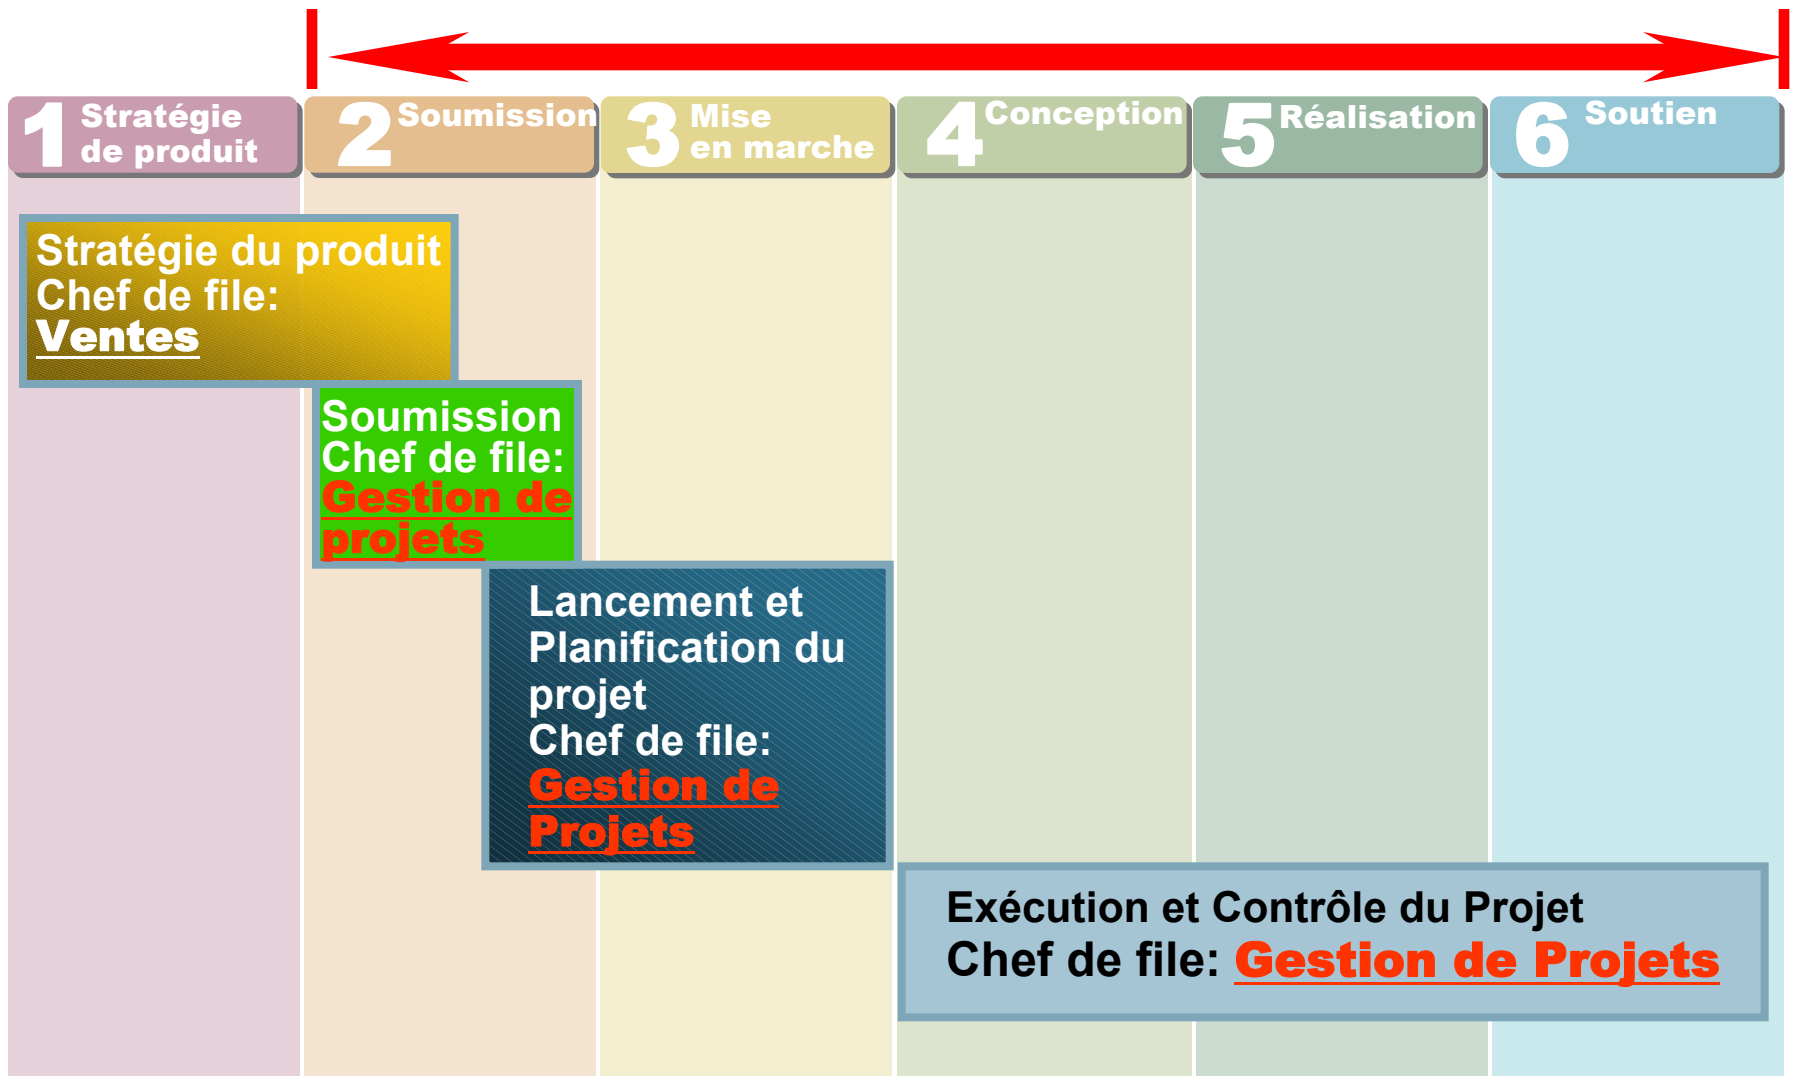 1 Stratégie
de produit
2 Soumission
3 Mise
en marche
4 Conception
5 Réalisation
6 Soutien
Stratégie du produit
Chef de file:
Ventes
Soumission
Chef de file:
Gestion de
projets
Lancement et
Planification du
projet
Chef de file:
Gestion de
Projets
Exécution et Contrôle du Projet
Chef de file: Gestion de Projets